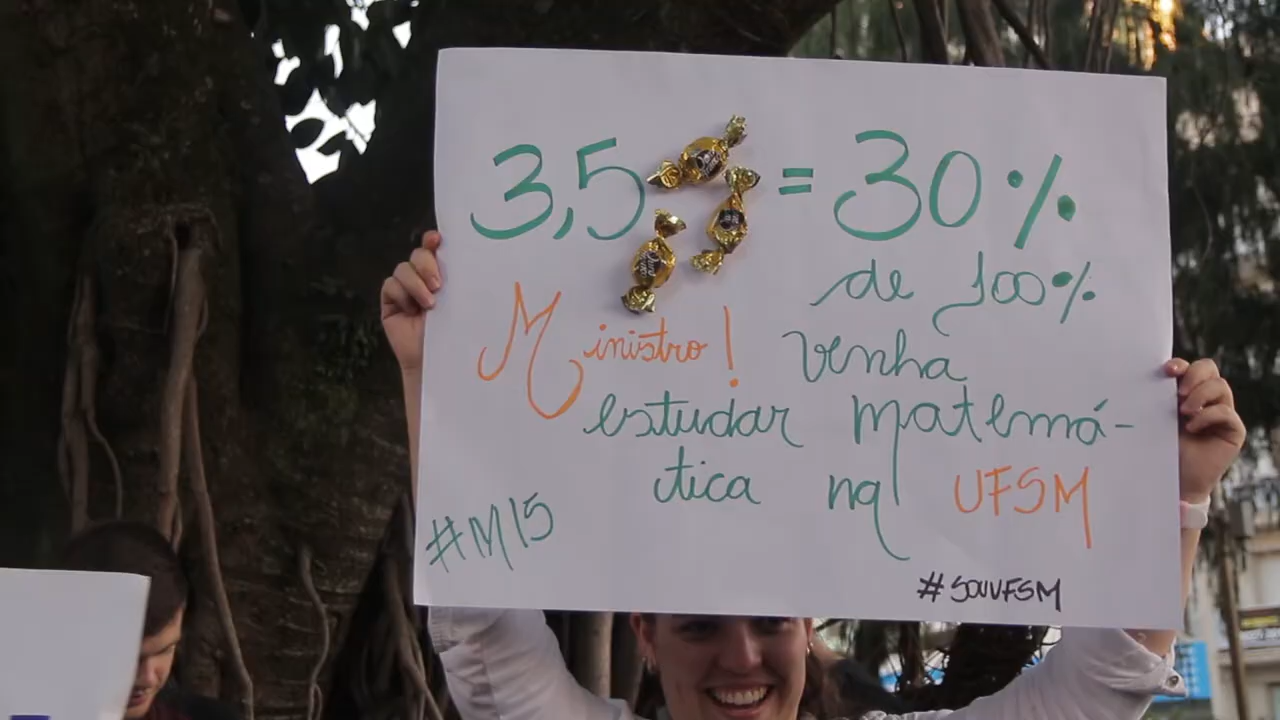 3,5 = 30%
de 100%
Ministro! venha
estudar matemá-
tica na UFSM
#M15
#SOUUFSM